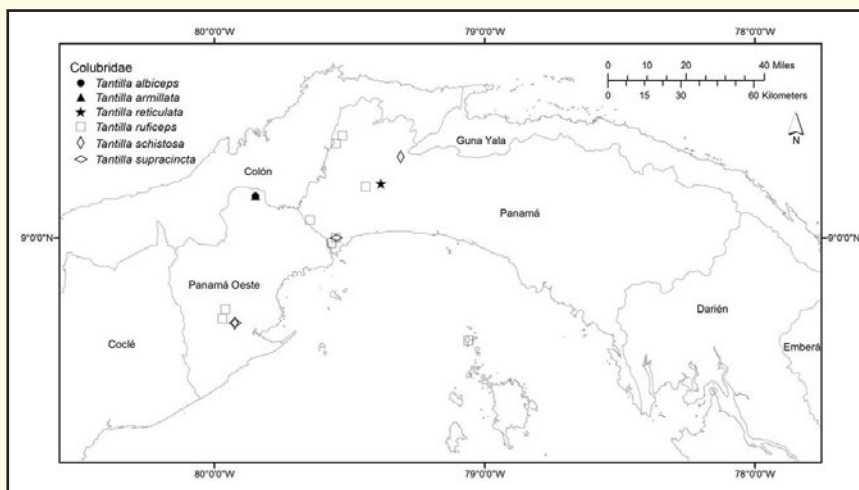 80°0'0"W
79°0'0"W
78°0'0"W
Colubridae
Tantilla albiceps
Tantilla armillata
Tantilla reticulata
Tantilla ruficeps
Tantilla schistosa
Tantilla supracincta
0 10 20 40 Miles
0 15 30 60 Kilometers
N
Guna Yala
Colón
Panamá
9°0'0"N
9°0'0"N
Panamá Oeste
Darién
Coclé
Emberá
80°0'0"W
79°0'0"W
78°0'0"W